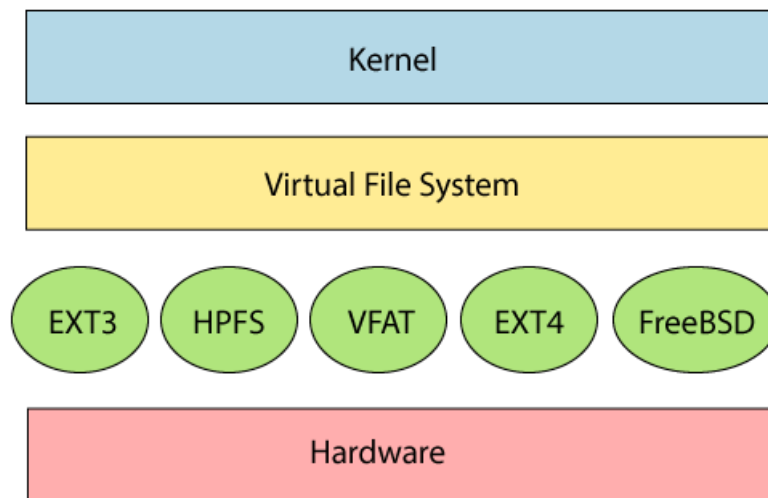 Kernel
Virtual File System
EXT3 HPFS VFAT EXT4 FreeBSD
Hardware